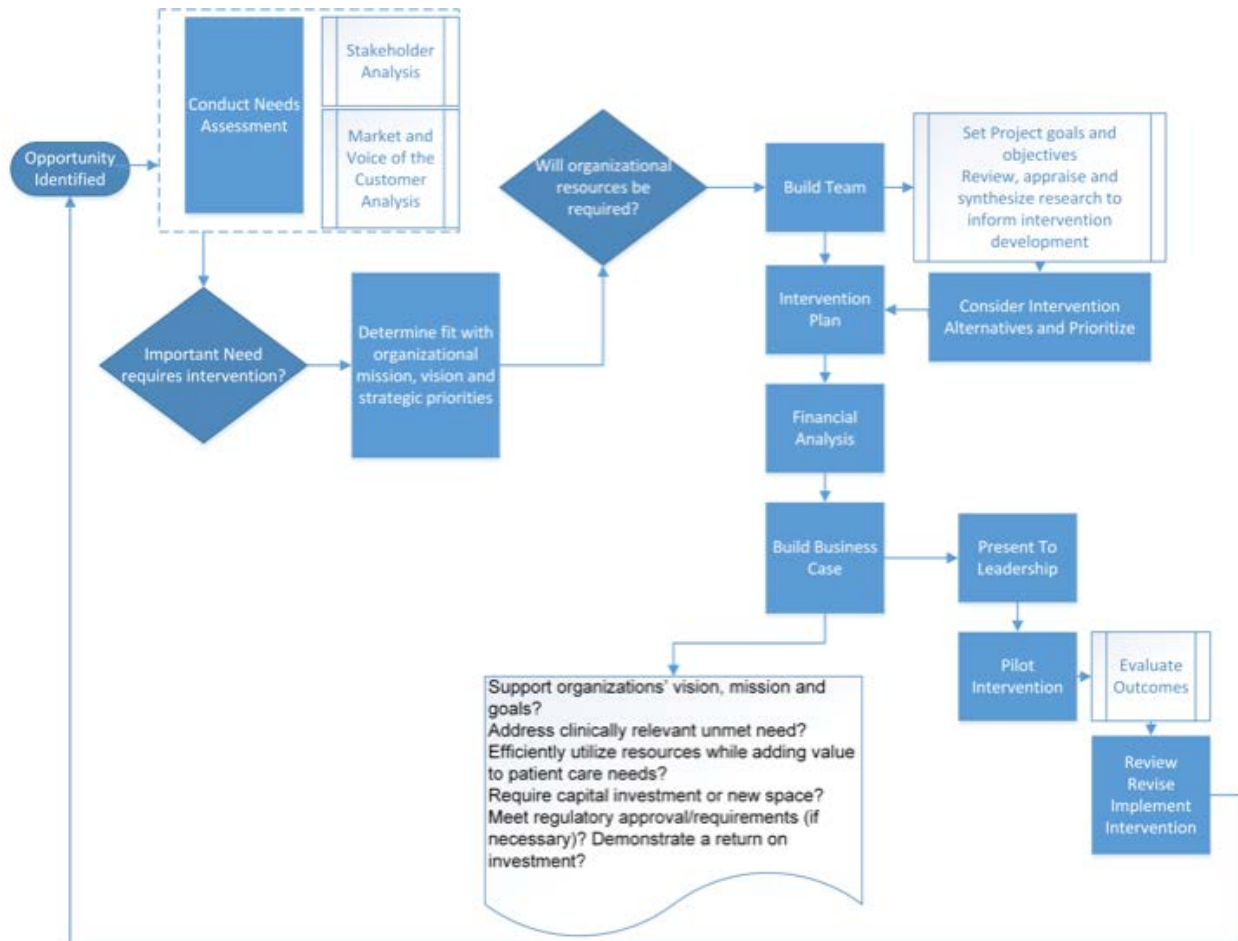 Opportunity
Identified
Conduct Needs
Assessment
Stakeholder
Analysis
Market and
Voice of the
Customer
Analysis
Important Need
requires intervention?
Determine fit with
organizational
mission, vision and
strategic priorities
Will organizational
resources be
required?
Build Team
Set Project goals and
objectives
Review, appraise and
synthesize research to
inform intervention
development
Consider Intervention
Alternatives and Prioritize
Intervention
Plan
Financial
Analysis
Build Business
Case
Support organizations' vision, mission and
goals?
Address clinically relevant unmet need?
Efficiently utilize resources while adding value
to patient care needs?
Require capital investment or new space?
Meet regulatory approval/requirements (if
necessary)? Demonstrate a return on
investment?
Present To
Leadership
Pilot
Intervention
Evaluate
Outcomes
Review
Revise
Implement
Intervention